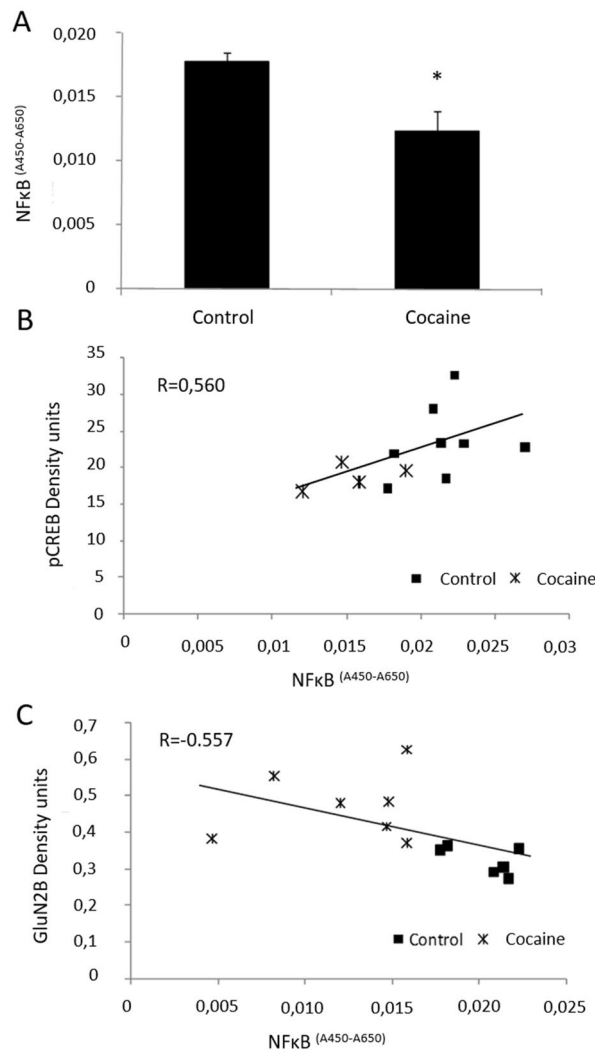 A
0,020
0,015
0,010
0,005
0
NFκB (A450-A650)
*
Control Cocaine
B
35
30
25
20
15
10
5
0
pCREB Density units
R=0,560
Control Cocaine
0 0,005 0,01 0,015 0,02 0,025 0,03
NFκB (A450-A650)
C
0,7
0,6
0,5
0,4
0,3
0,2
0,1
0
GluN2B Density units
R=-0.557
Control Cocaine
0 0,005 0,010 0,015 0,020 0,025
NFκB (A450-A650)